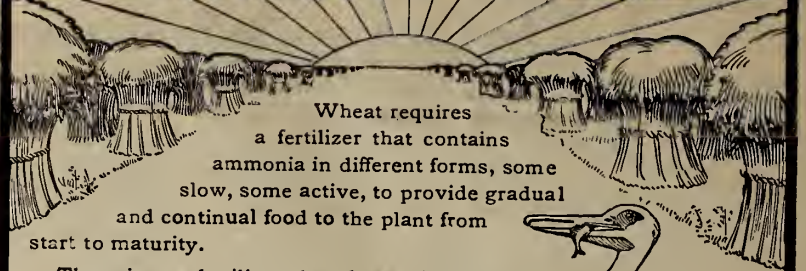 Wheat requires
a fertilizer that contains
ammonia in different forms, some
slow, some active, to provide gradual
and continual food to the plant from
start to maturity.